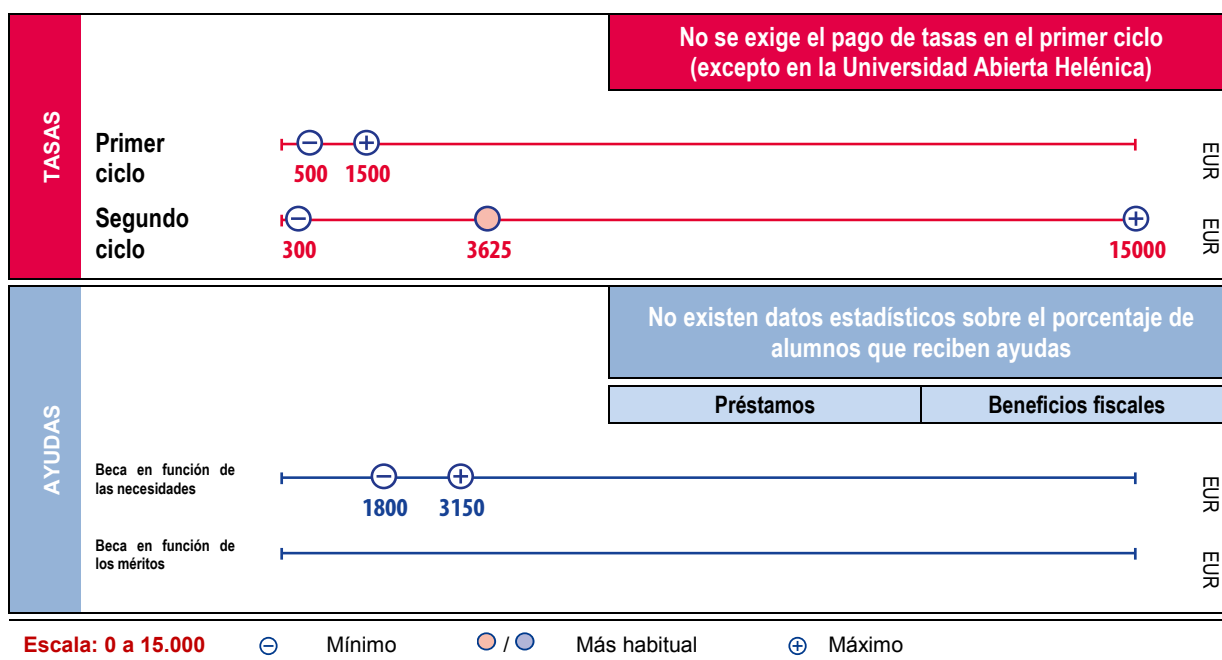 No se exige el pago de tasas en el primer ciclo
(excepto en la Universidad Abierta Helénica)
TASAS
Primer
ciclo
500 1500
EUR
Segundo
ciclo
300 3625 15000
EUR
No existen datos estadísticos sobre el porcentaje de
alumnos que reciben ayudas
Préstamos Beneficios fiscales
AYUDAS
Beca en función de
las necesidades
1800 3150
EUR
Beca en función de
los méritos
EUR
Escala: 0 a 15.000 Mínimo / Más habitual Máximo